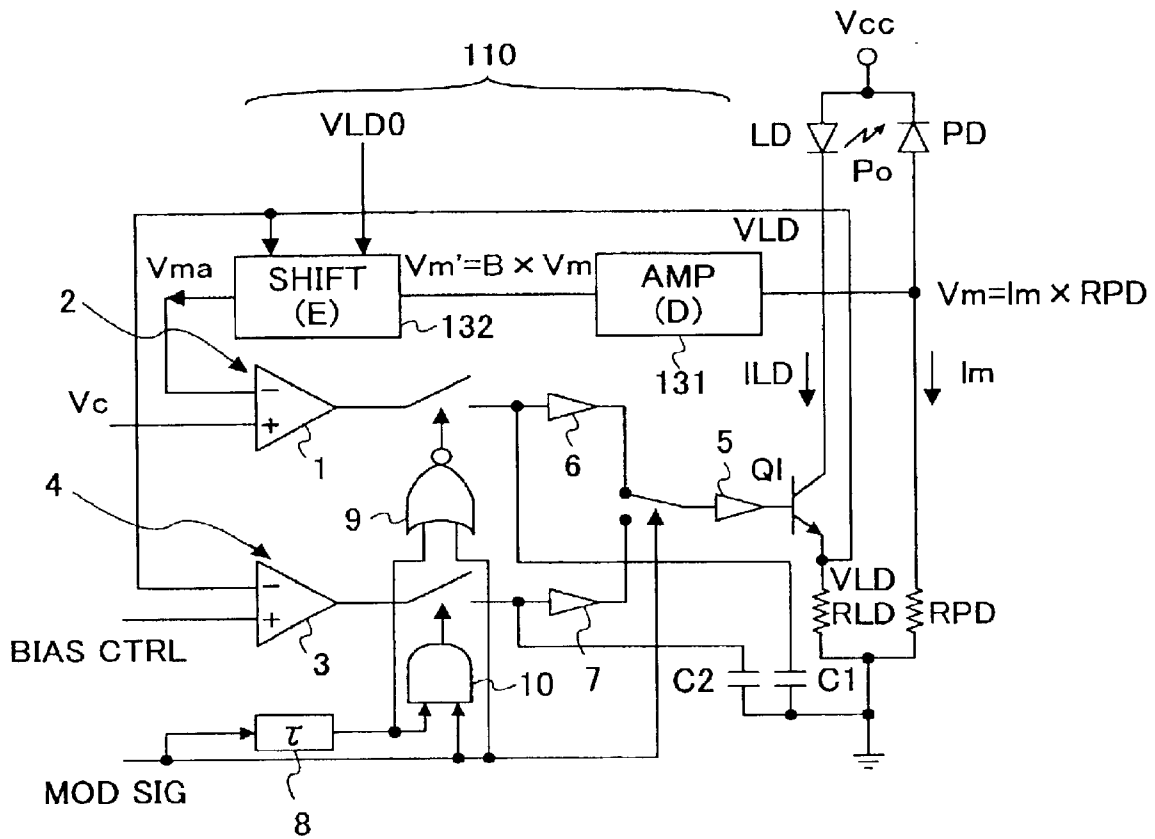 Vcc
110
VLD0
LD
PD
Po
VLD
Vma
SHIFT
(E)
Vm'=B × Vm
AMP
(D)
Vm=Im × RPD
132
131
2
ILD
Im
Vc
1
6
5
QI
4
9
VLD
RLD
RPD
BIAS CTRL
3
10
7
C2
C1
τ
MOD SIG
8